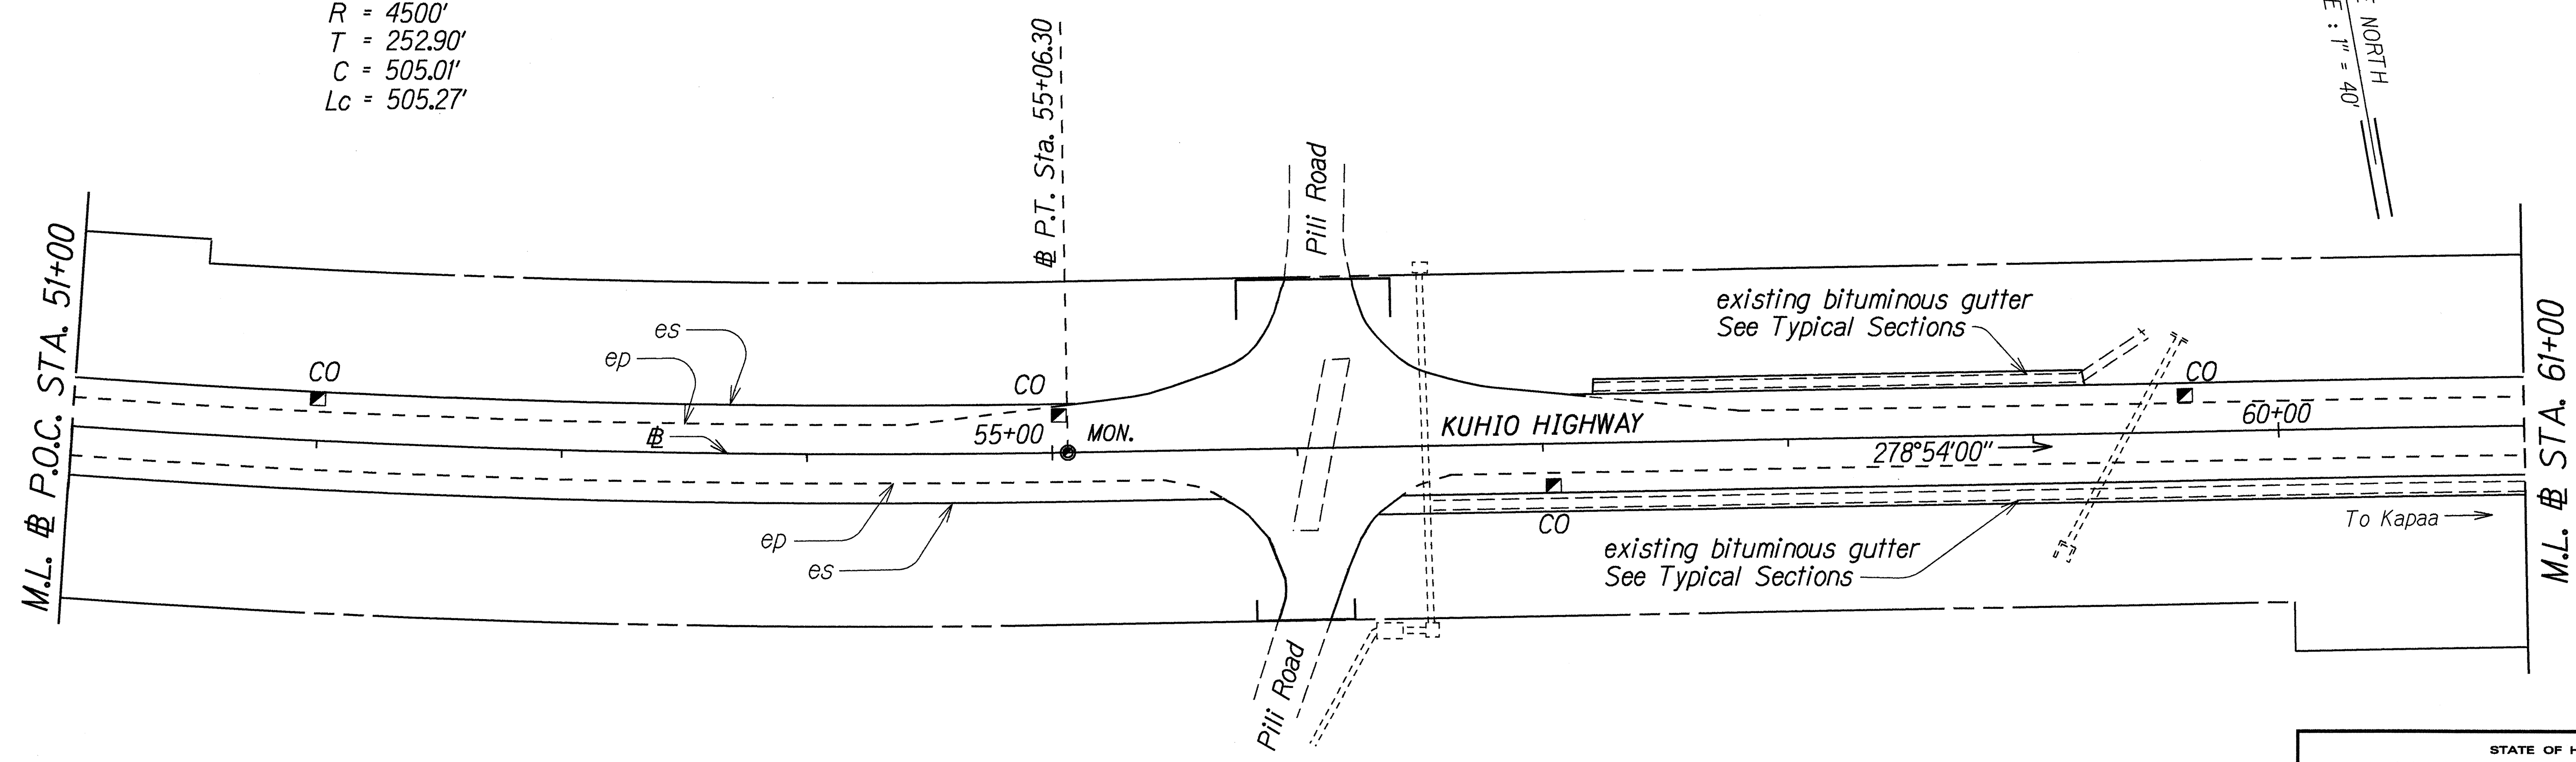 R = 4500'
T = 252.90'
C = 505.01'
Lc = 505.27'
℄ P.T. Sta. 55+06.30
NORTH
E : 1" = 40'
Pili Road
M.L. ℄ P.O.C. STA. 51+00
es
ep
CO
CO
existing bituminous gutter
See Typical Sections
CO
60+00
55+00
MON.
KUHIO HIGHWAY
278°54'00"
M.L. ℄ STA. 61+00
CO
To Kapaa
ep
es
existing bituminous gutter
See Typical Sections
Pili Road
STATE OF H